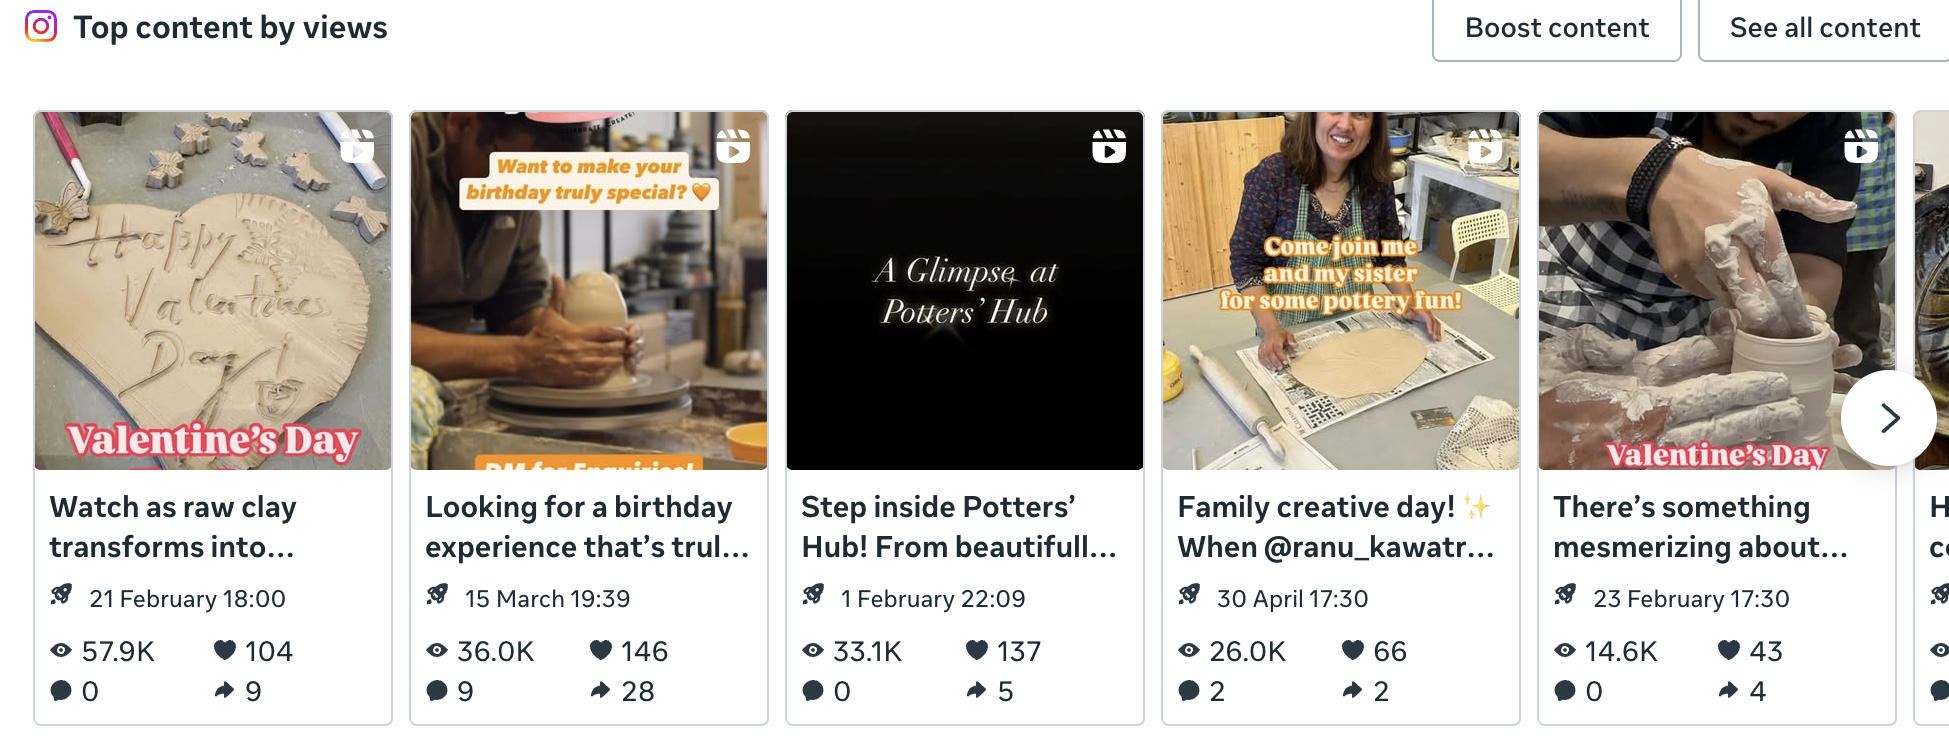 Top content by views
Boost content
See all content
Happy
Valentines
Day!
Valentine's Day
CELEBRATE. CREATE!
Want to make your
birthday truly special? 🧡
DM for Enquiries!
A Glimpse at
Potters' Hub
Come join me
and my sister
for some pottery fun!
Valentine's Day
Watch as raw clay
transforms into...
21 February 18:00
57.9K 104
0 9
Looking for a birthday
experience that's trul...
15 March 19:39
36.0K 146
9 28
Step inside Potters'
Hub! From beautifull...
1 February 22:09
33.1K 137
0 5
Family creative day! ✨
When @ranu_kawatr...
30 April 17:30
26.0K 66
2 2
There's something
mesmerizing about...
23 February 17:30
14.6K 43
0 4